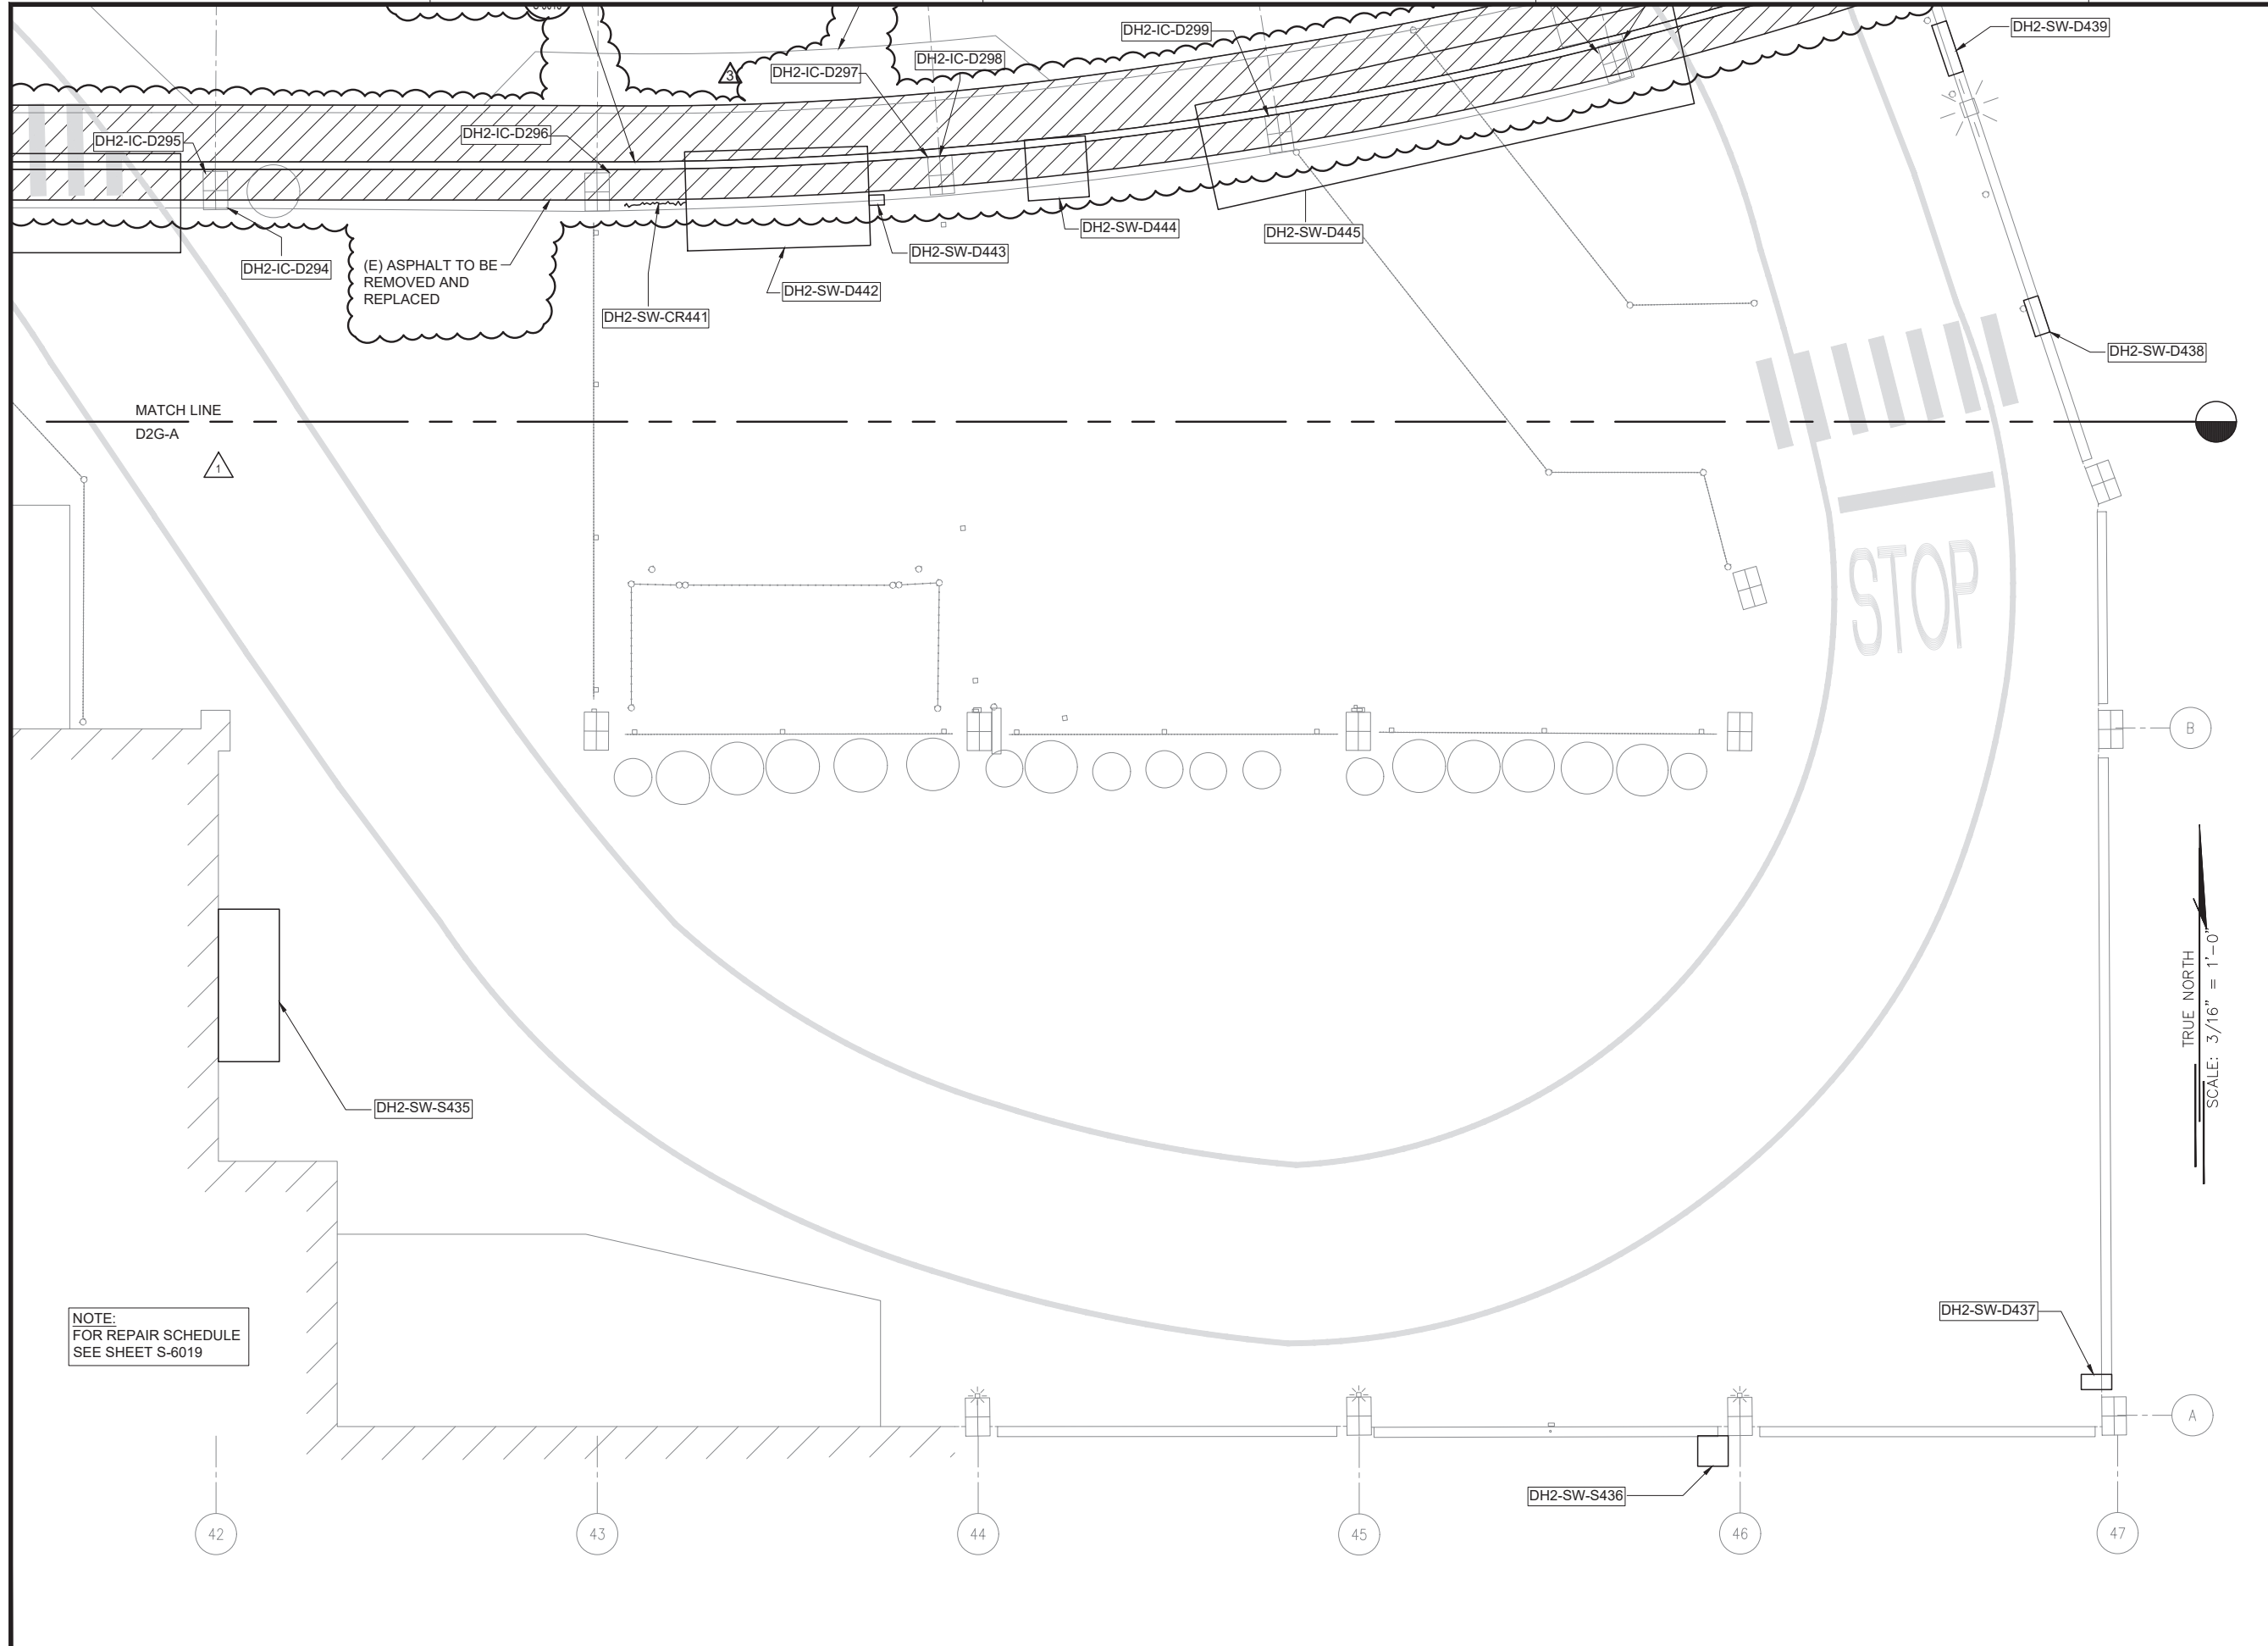 DH2-SW-D439
DH2-IC-D299
DH2-IC-D298
DH2-IC-D297
3
DH2-IC-D296
DH2-IC-D295
DH2-SW-D444
DH2-SW-D445
DH2-SW-D443
DH2-IC-D294
(E) ASPHALT TO BE
REMOVED AND
REPLACED
DH2-SW-D442
DH2-SW-CR441
DH2-SW-D438
MATCH LINE
D2G-A
1
STOP
B
TRUE NORTH
SCALE: 3/16" = 1'-0"
DH2-SW-S435
NOTE:
FOR REPAIR SCHEDULE
SEE SHEET S-6019
DH2-SW-D437
A
DH2-SW-S436
42
43
44
45
46
47